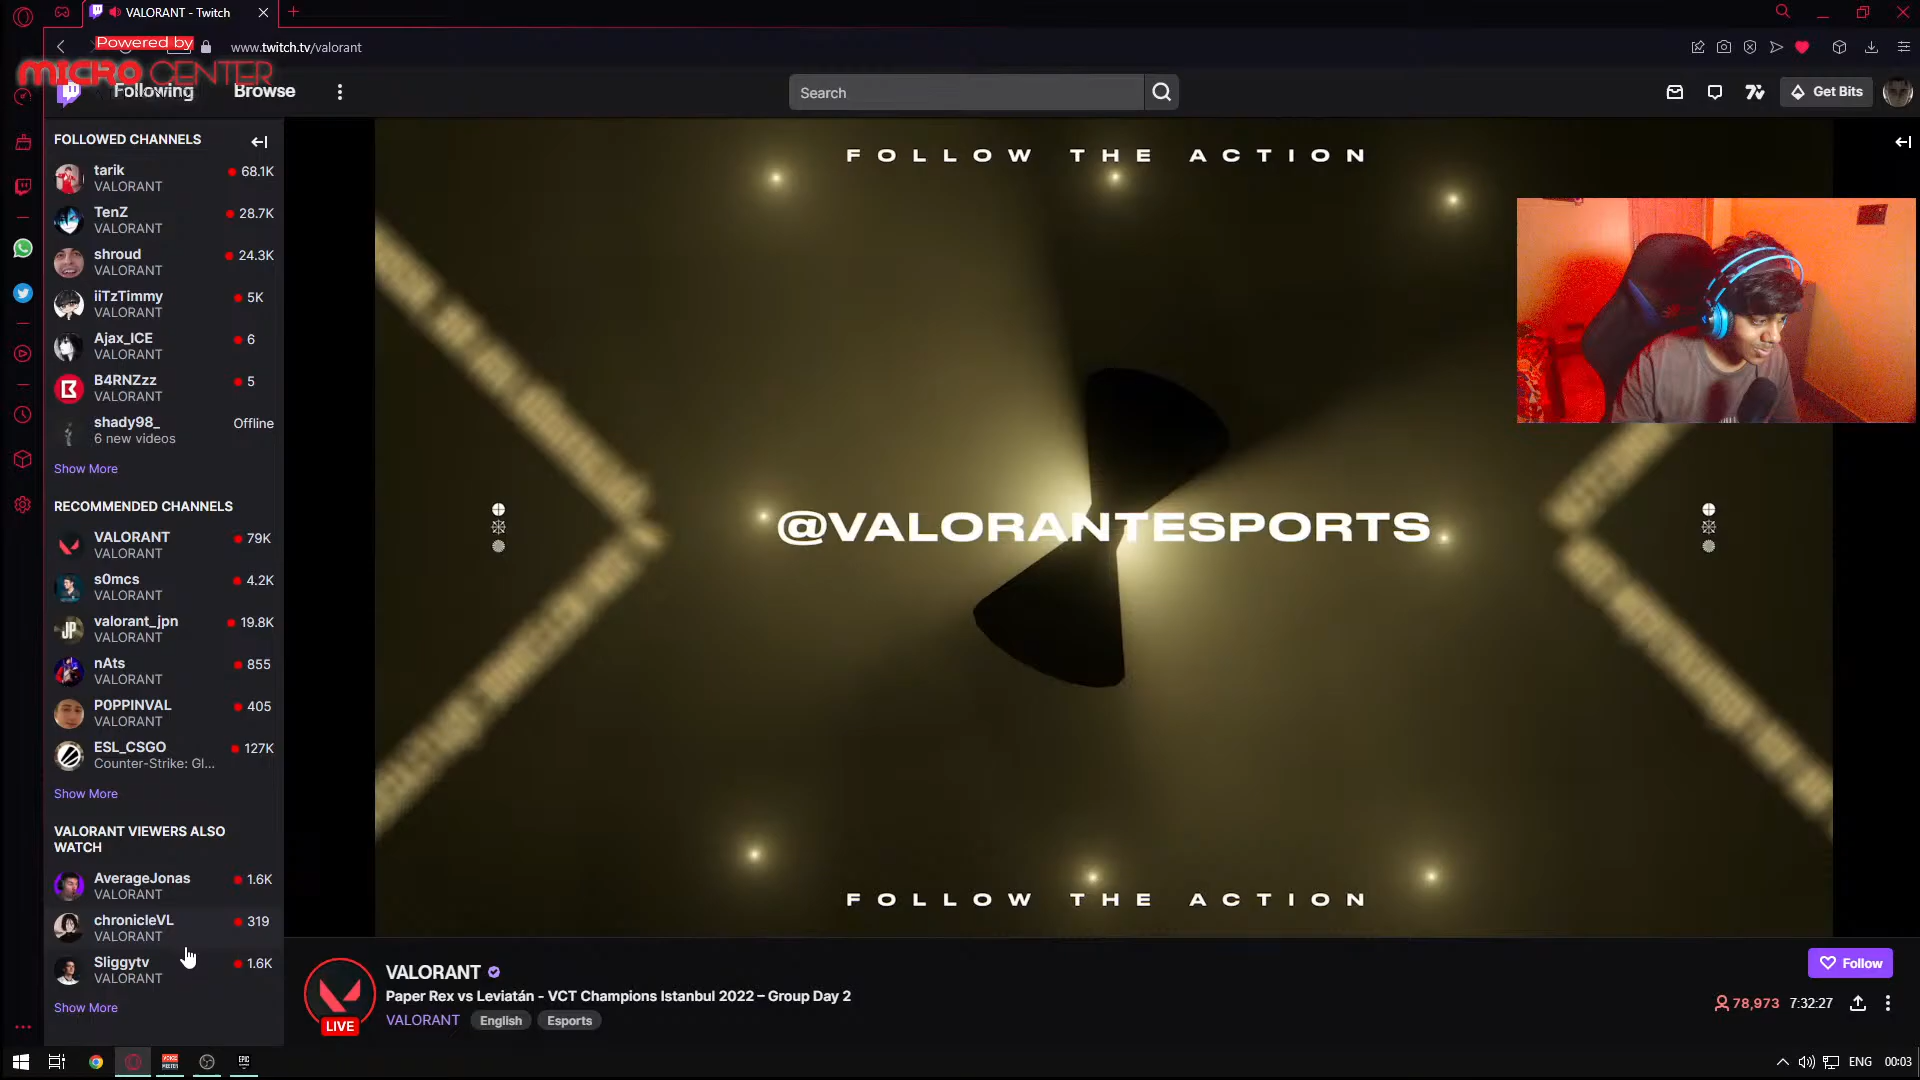 VALORANT - Twitch
Powered by
MICRO CENTER
www.twitch.tv/valorant
Following
Browse
Search
Get Bits
FOLLOWED CHANNELS
tarik
68.1K
VALORANT
TenZ
28.7K
VALORANT
shroud
24.3K
VALORANT
iiTzTimmy
5K
VALORANT
Ajax_ICE
6
VALORANT
B4RNZzz
5
VALORANT
shady98_
Offline
6 new videos
Show More
RECOMMENDED CHANNELS
VALORANT
79K
VALORANT
s0mcs
4.2K
VALORANT
JP
valorant_jpn
19.8K
VALORANT
nAts
855
VALORANT
P0PPINVAL
405
VALORANT
ESL_CSGO
127K
Counter-Strike: Gl...
Show More
VALORANT VIEWERS ALSO
WATCH
AverageJonas
1.6K
VALORANT
chronicleVL
319
VALORANT
Sliggytv
1.6K
VALORANT
Show More
FOLLOW THE ACTION
@VALORANTESPORTS
FOLLOW THE ACTION
LIVE
VALORANT
Paper Rex vs Leviatán - VCT Champions Istanbul 2022 – Group Day 2
VALORANT
English
Esports
Follow
78,973
7:32:27
VOICE
MEETER
EPIC
ENG
00:03